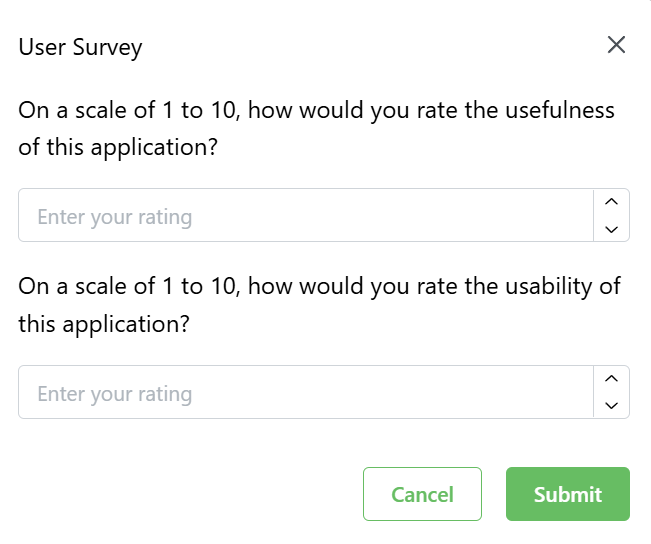 User Survey
On a scale of 1 to 10, how would you rate the usefulness
of this application?
Enter your rating
On a scale of 1 to 10, how would you rate the usability of
this application?
Enter your rating
Cancel
Submit